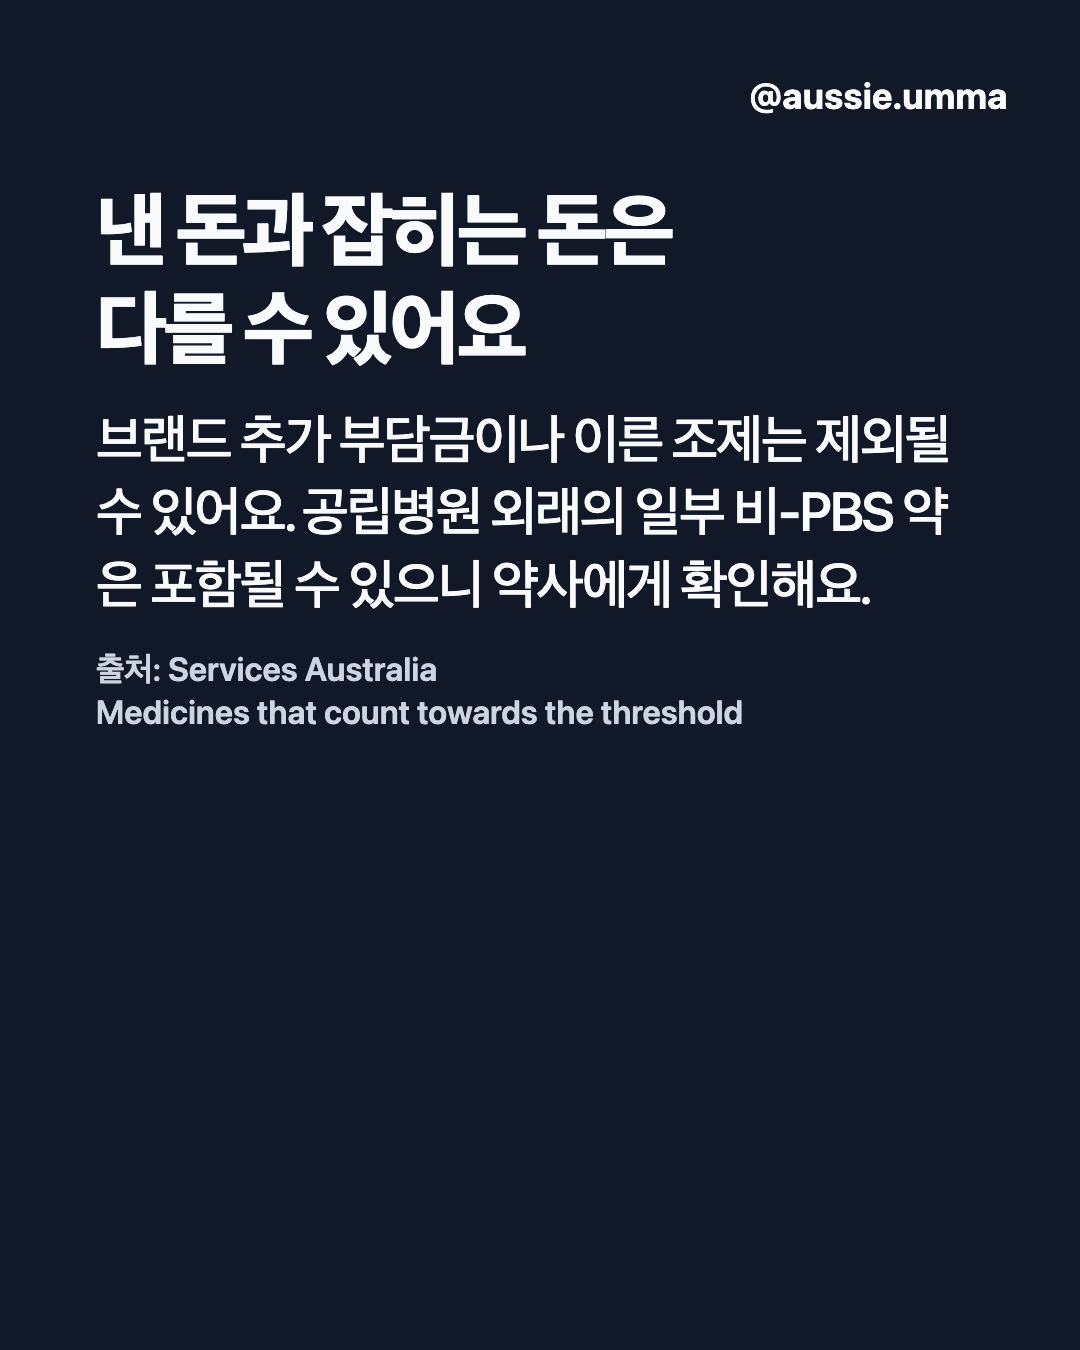 @aussie.umma
낸 돈과 잡히는 돈은
다를 수 있어요
브랜드 추가 부담금이나 이른 조제는 제외될
수 있어요. 공립병원 외래의 일부 비-PBS 약
은 포함될 수 있으니 약사에게 확인해요.
출처: Services Australia
Medicines that count towards the threshold